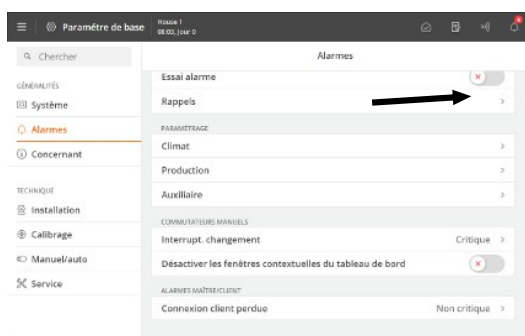 Paramétre de base
House 1
06:03, Jour 0
Chercher
Alarmes
GÉNÉRALITÉS
Système
Alarmes
Concernant
TECHNIQUE
Installation
Calibrage
Manuel/auto
Service
Essai alarme
Rappels
PARAMÉTRAGE
Climat
Production
Auxiliaire
COMMUTATEURS MANUELS
Interrupt. changement Critique
Désactiver les fenêtres contextuelles du tableau de bord
ALARMES MAÎTRE/CLIENT
Connexion client perdue Non critique